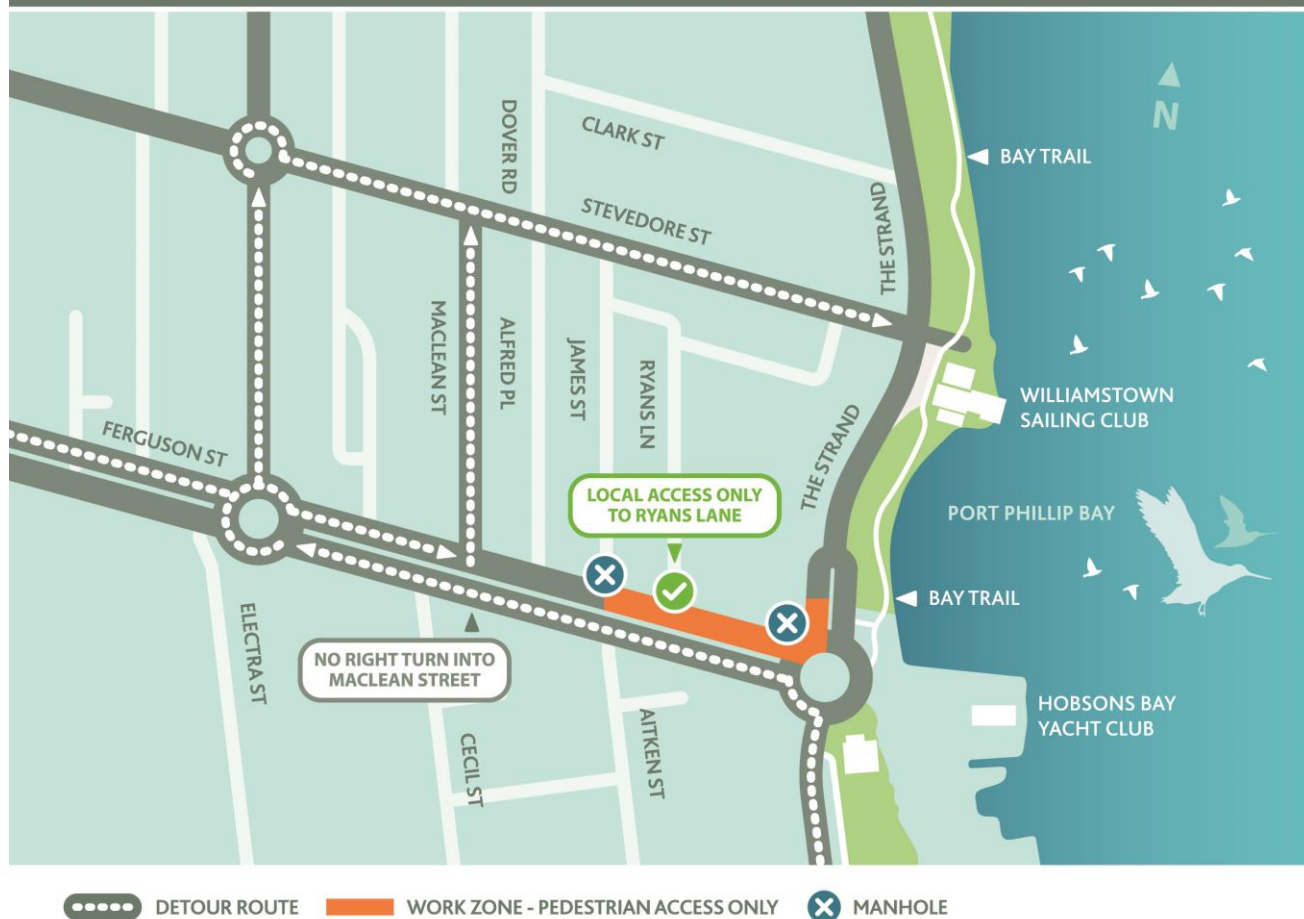 N
CLARK ST
DOVER RD
BAY TRAIL
STEVEDORE ST
THE STRAND
MACLEAN ST
ALFRED PL
JAMES ST
RYANS LN
WILLIAMSTOWN
SAILING CLUB
FERGUSON ST
THE STRAND
LOCAL ACCESS ONLY
TO RYANS LANE
PORT PHILLIP BAY
BAY TRAIL
ELECTRA ST
NO RIGHT TURN INTO
MACLEAN STREET
CECIL ST
AITKEN ST
HOBSONS BAY
YACHT CLUB
DETOUR ROUTE
WORK ZONE - PEDESTRIAN ACCESS ONLY
MANHOLE